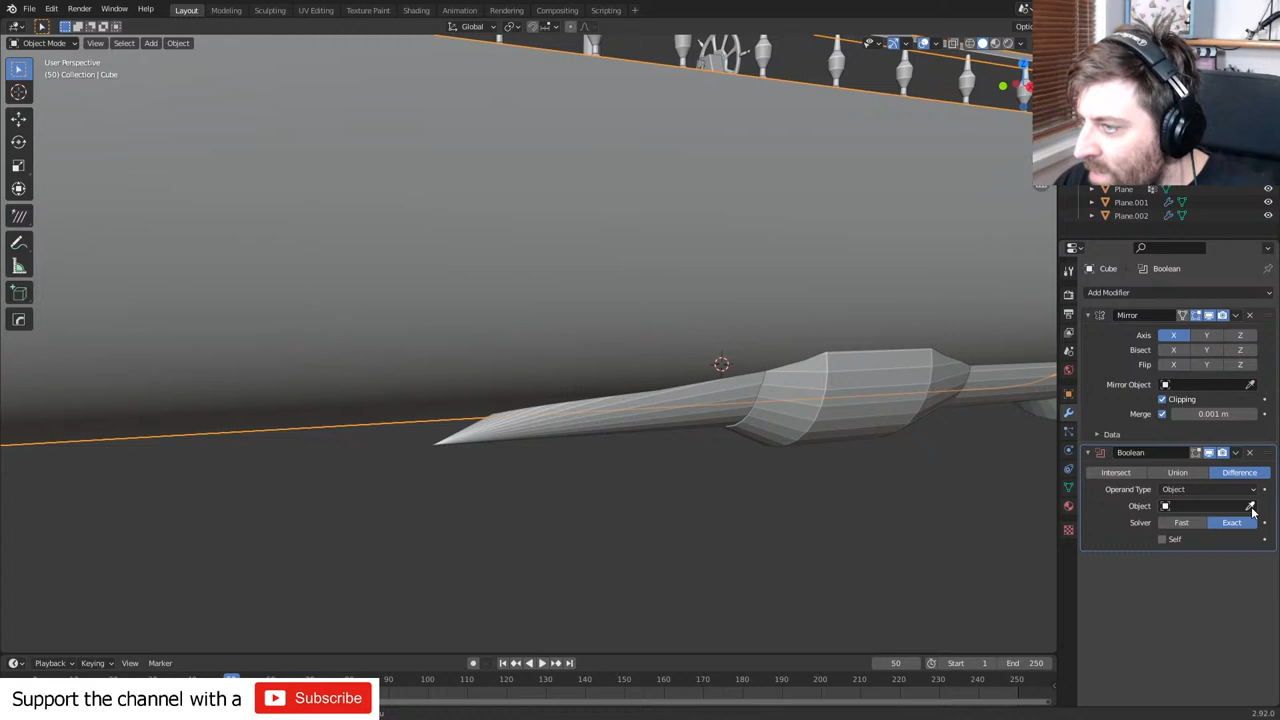 File Edit Render Window Help
Layout Modeling Sculpting UV Editing Texture Paint Shading Animation Rendering Compositing Scripting
Global
Object Mode View Select Add Object
User Perspective
(50) Collection | Cube
Plane
Plane.001
Plane.002
Cube Boolean
Add Modifier
Mirror
Axis X Y Z
Bisect X Y Z
Flip X Y Z
Mirror Object
Clipping
Merge 0.001 m
Data
Boolean
Intersect Union Difference
Operand Type Object
Object
Solver Fast Exact
Self
Playback Keying View Marker 50 Start 1 End 250
50 100 110 120 130 140 150 160 170 180 190 200 210 220 230 240 250
Support the channel with a Subscribe
2.92.0